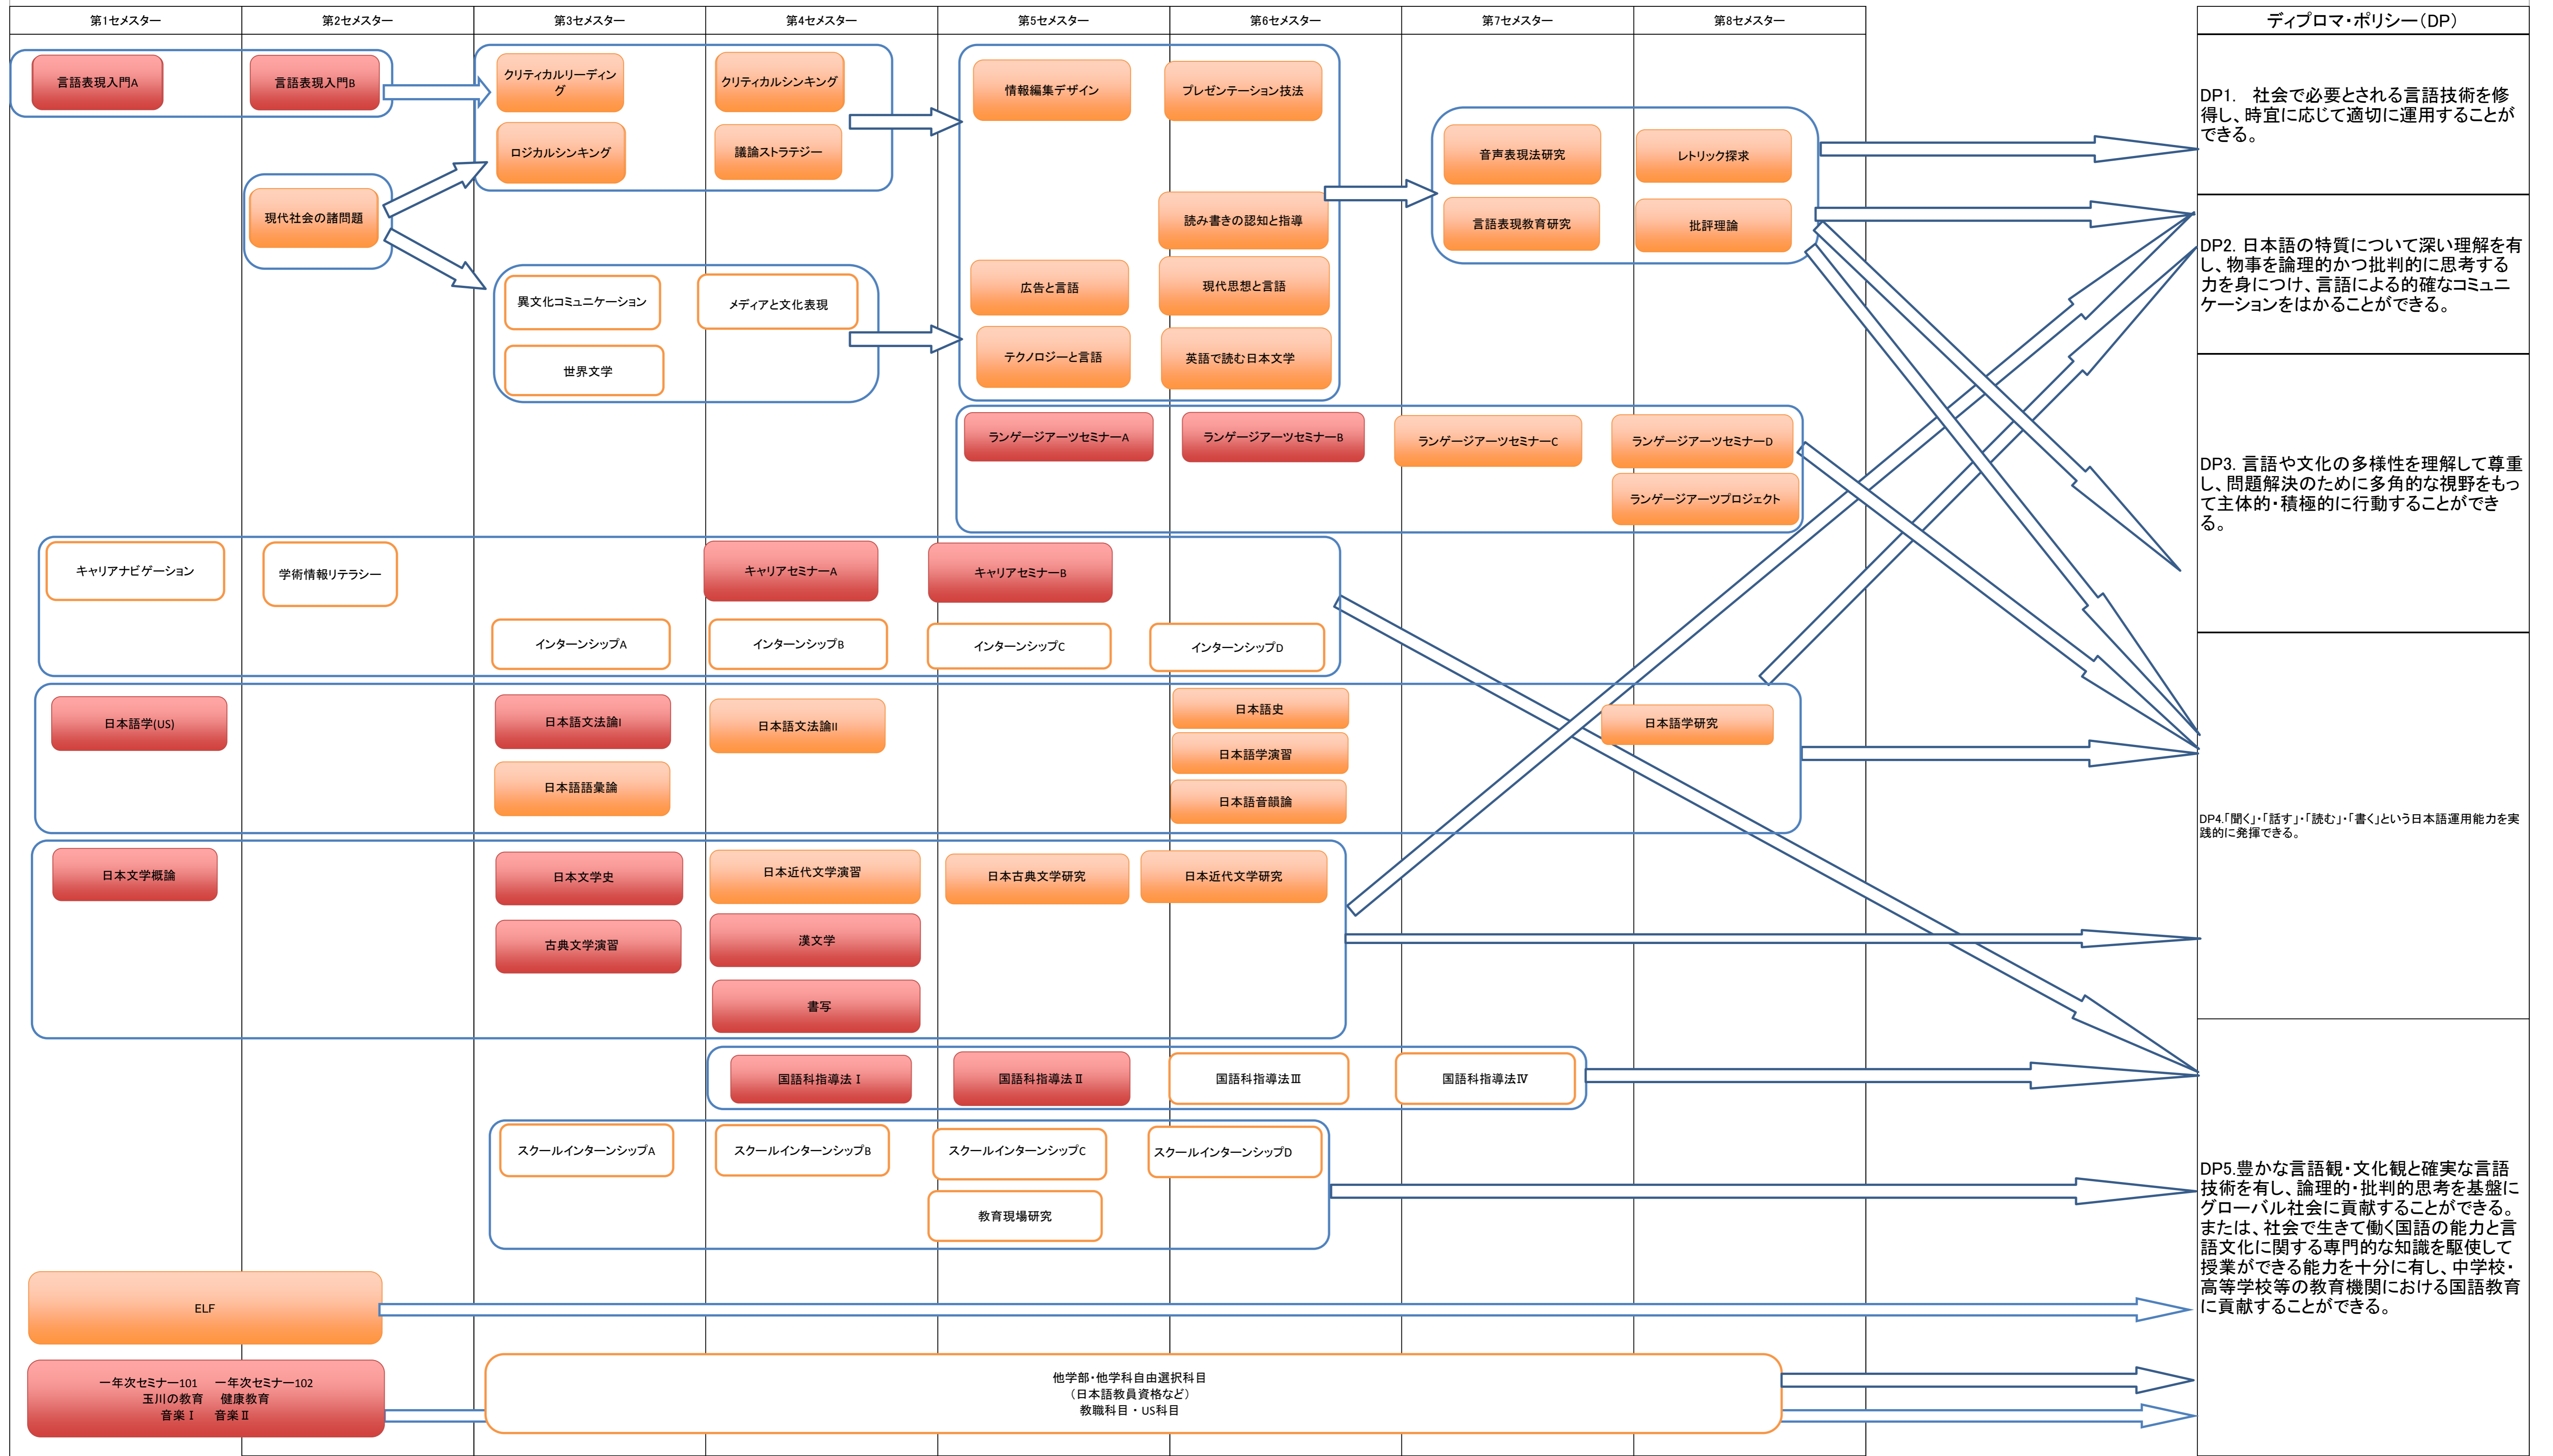 第1セメスター
第2セメスター
第3セメスター
第4セメスター
第5セメスター
第6セメスター
第7セメスター
第8セメスター
ディプロマ・ポリシー(DP)
言語表現入門A
言語表現入門B
クリティカルリーディン
グ
クリティカルシンキング
ロジカルシンキング
議論ストラテジー
情報編集デザイン
プレゼンテーション技法
音声表現法研究
レトリック探求
言語表現教育研究
批評理論
DP1.　社会で必要とされる言語技術を修
得し、時宜に応じて適切に運用することが
できる。
現代社会の諸問題
読み書きの認知と指導
DP2. 日本語の特質について深い理解を有
し、物事を論理的かつ批判的に思考する
力を身につけ、言語による的確なコミュニ
ケーションをはかることができる。
異文化コミュニケーション
メディアと文化表現
世界文学
広告と言語
現代思想と言語
テクノロジーと言語
英語で読む日本文学
ランゲージアーツセミナーA
ランゲージアーツセミナーB
ランゲージアーツセミナーC
ランゲージアーツセミナーD
ランゲージアーツプロジェクト
DP3. 言語や文化の多様性を理解して尊重
し、問題解決のために多角的な視野をもっ
て主体的・積極的に行動することができ
る。
キャリアナビゲーション
学術情報リテラシー
キャリアセミナーA
キャリアセミナーB
インターンシップA
インターンシップB
インターンシップC
インターンシップD
日本語学(US)
日本語文法論I
日本語文法論II
日本語史
日本語学研究
日本語学演習
日本語語彙論
日本語音韻論
DP4.「聞く」・「話す」・「読む」・「書く」という日本語運用能力を実
践的に発揮できる。
日本文学概論
日本文学史
日本近代文学演習
日本古典文学研究
日本近代文学研究
古典文学演習
漢文学
書写
国語科指導法Ⅰ
国語科指導法Ⅱ
国語科指導法Ⅲ
国語科指導法Ⅳ
スクールインターンシップA
スクールインターンシップB
スクールインターンシップC
スクールインターンシップD
教育現場研究
DP5.豊かな言語観・文化観と確実な言語
技術を有し、論理的・批判的思考を基盤に
グローバル社会に貢献することができる。
または、社会で生きて働く国語の能力と言
語文化に関する専門的な知識を駆使して
授業ができる能力を十分に有し、中学校・
高等学校等の教育機関における国語教育
に貢献することができる。
ELF
一年次セミナー101　一年次セミナー102
玉川の教育　健康教育
音楽Ⅰ　音楽Ⅱ
他学部・他学科自由選択科目
（日本語教員資格など）
教職科目・US科目